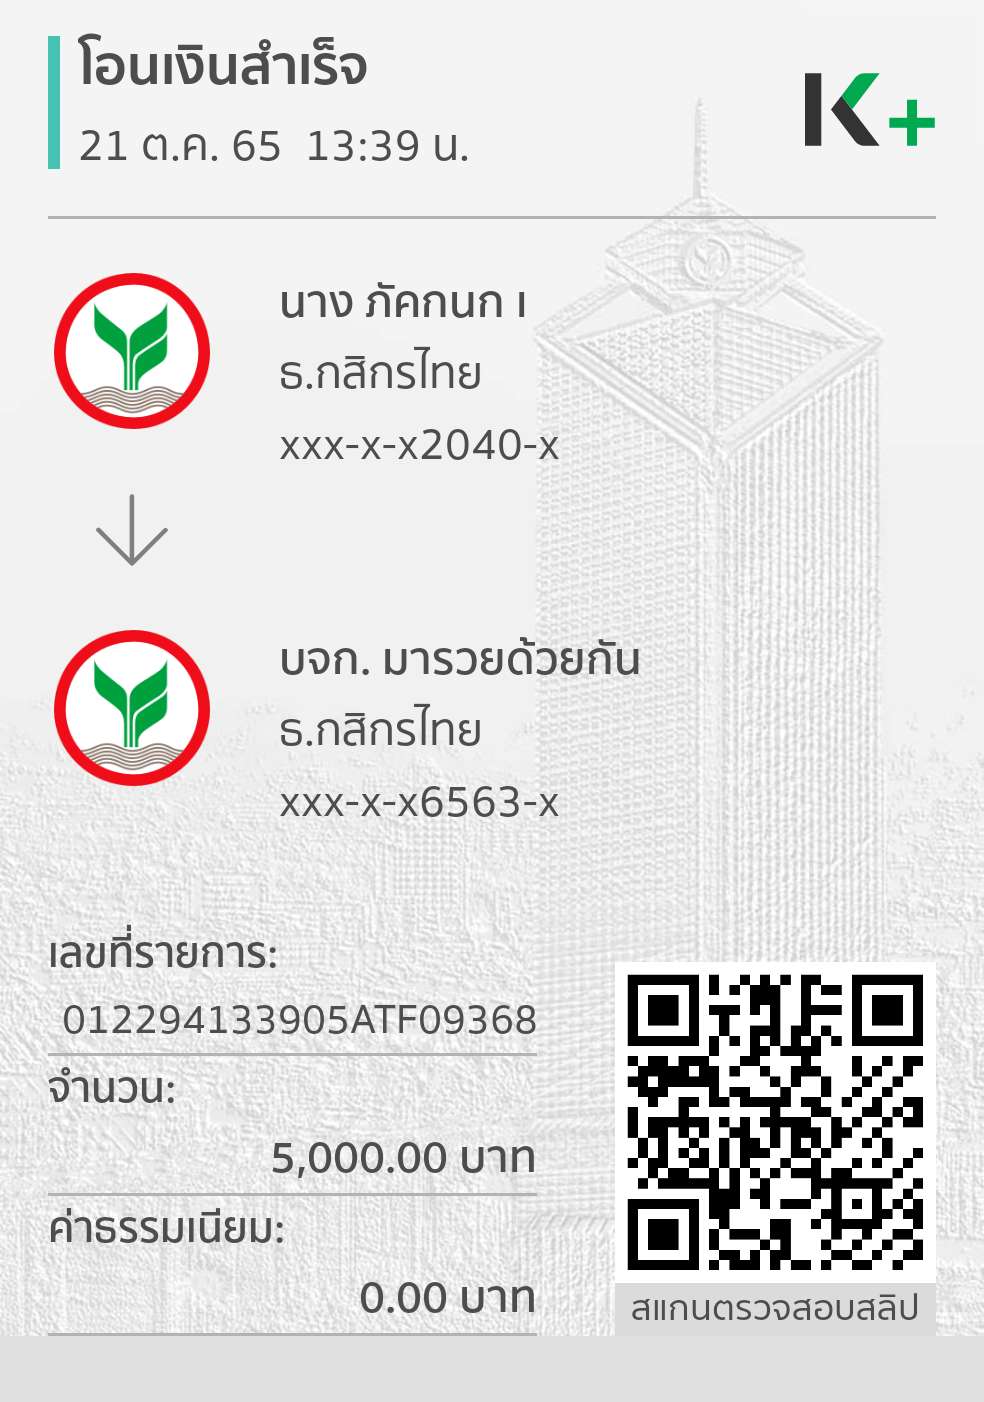 โอนเงินสำเร็จ
21 ต.ค. 65 13:39 น.
K+
นาง ภัคกนก เ
ธ.กสิกรไทย
xxx-x-x2040-x
บจก. มารวยด้วยกัน
ธ.กสิกรไทย
xxx-x-x6563-x
เลขที่รายการ:
012294133905ATF09368
จำนวน:
5,000.00 บาท
ค่าธรรมเนียม:
0.00 บาท
สแกนตรวจสอบสลิป